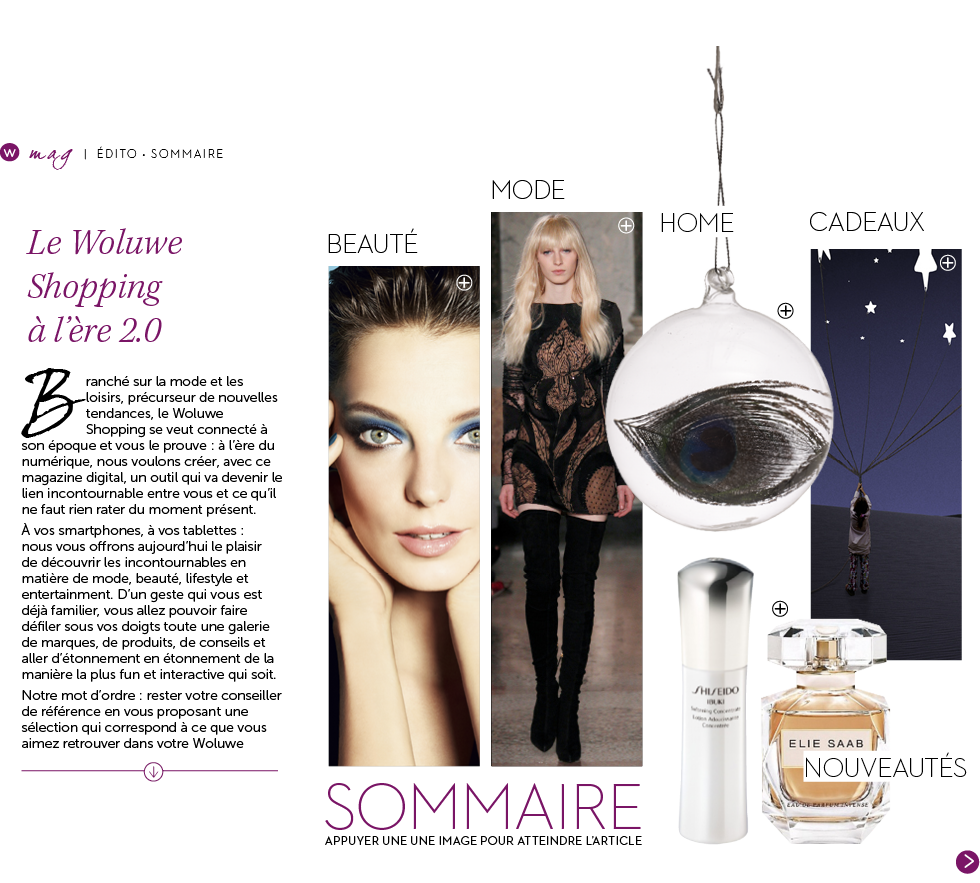 w mag | ÉDITO • SOMMAIRE
Le Woluwe
Shopping
à l'ère 2.0
Branché sur la mode et les
loisirs, précurseur de nouvelles
tendances, le Woluwe
Shopping se veut connecté à
son époque et vous le prouve : à l'ère du
numérique, nous voulons créer, avec ce
magazine digital, un outil qui va devenir le
lien incontournable entre vous et ce qu'il
ne faut rien rater du moment présent.
À vos smartphones, à vos tablettes :
nous vous offrons aujourd'hui le plaisir
de découvrir les incontournables en
matière de mode, beauté, lifestyle et
entertainment. D'un geste qui vous est
déjà familier, vous allez pouvoir faire
défiler sous vos doigts toute une galerie
de marques, de produits, de conseils et
aller d'étonnement en étonnement de la
manière la plus fun et interactive qui soit.
Notre mot d'ordre : rester votre conseiller
de référence en vous proposant une
sélection qui correspond à ce que vous
aimez retrouver dans votre Woluwe
BEAUTÉ
MODE
HOME
CADEAUX
SHISEIDO
IBUKI
Softening Concentrate
Lotion Adoucissante
Concentrée
ELIE SAAB
NOUVEAUTÉS
EAU DE PARFUM INTENSE
SOMMAIRE
APPUYER UNE UNE IMAGE POUR ATTEINDRE L'ARTICLE